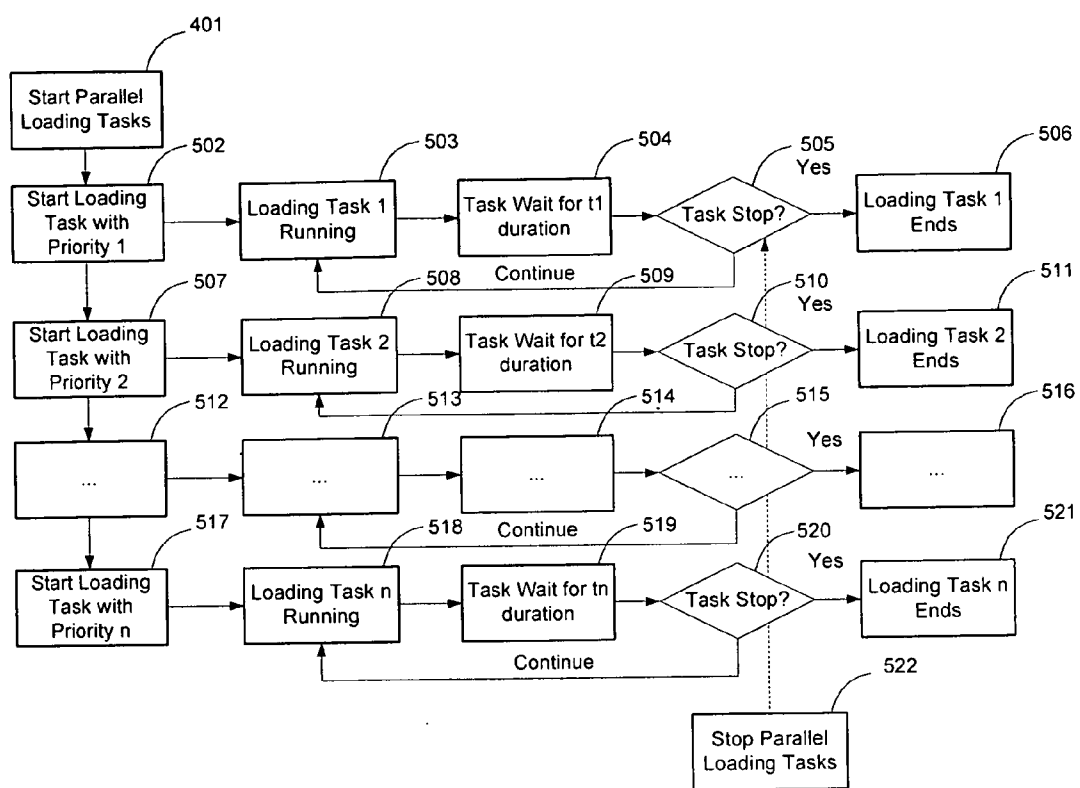 401
Start Parallel
Loading Tasks
502
503
504
505
506
Yes
Start Loading
Task with
Priority 1
Loading Task 1
Running
Task Wait for t1
duration
Task Stop?
Loading Task 1
Ends
Continue
507
508
509
510
511
Yes
Start Loading
Task with
Priority 2
Loading Task 2
Running
Task Wait for t2
duration
Task Stop?
Loading Task 2
Ends
512
513
514
515
516
Yes
...
...
...
...
...
Continue
517
518
519
520
521
Yes
Start Loading
Task with
Priority n
Loading Task n
Running
Task Wait for tn
duration
Task Stop?
Loading Task n
Ends
Continue
522
Stop Parallel
Loading Tasks